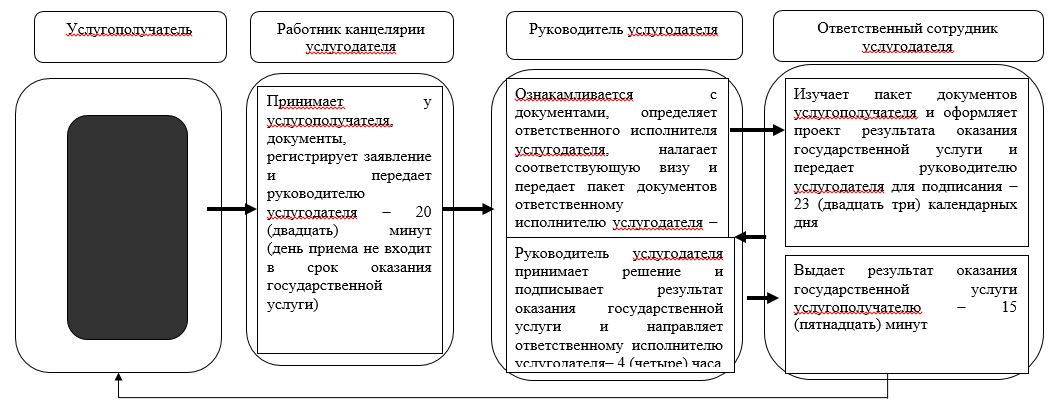 Услугополучатель
Работник канцелярии
услугодателя
Руководитель услугодателя
Ответственный сотрудник
услугодателя
Принимает у
услугополучателя,
документы,
регистрирует заявление
и передает
руководителю
услугодателя – 20
(двадцать) минут
(день приема не входит
в срок оказания
государственной
услуги)
Ознакамливается с
документами, определяет
ответственного исполнителя
услугодателя, налагает
соответствующую визу и
передает пакет документов
ответственному
исполнителю услугодателя –
Руководитель услугодателя
принимает решение и
подписывает результат
оказания государственной
услуги и направляет
ответственному исполнителю
услугодателя– 4 (четыре) часа
Изучает пакет документов
услугополучателя и оформляет
проект результата оказания
государственной услуги и
передает руководителю
услугодателя для подписания –
23 (двадцать три) календарных
дня
Выдает результат оказания
государственной услуги
услугополучателю – 15
(пятнадцать) минут